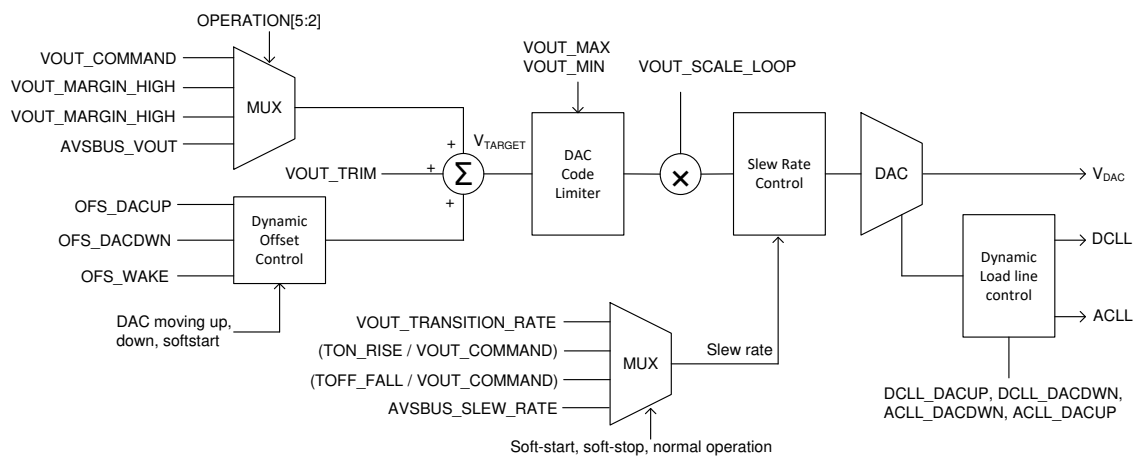 OPERATION[5:2]
VOUT_COMMAND
VOUT_MARGIN_HIGH
VOUT_MARGIN_HIGH
AVSBUS_VOUT
MUX
VOUT_TRIM
OFS_DACUP
OFS_DACDWN
OFS_WAKE
Dynamic
Offset
Control
DAC moving up,
down, softstart
+
+
+
Σ
V_TARGET
VOUT_MAX
VOUT_MIN
DAC
Code
Limiter
VOUT_SCALE_LOOP
×
Slew Rate
Control
DAC
V_DAC
Dynamic
Load line
control
DCLL
ACLL
DCLL_DACUP, DCLL_DACDWN,
ACLL_DACDWN, ACLL_DACUP
VOUT_TRANSITION_RATE
(TON_RISE / VOUT_COMMAND)
(TOFF_FALL / VOUT_COMMAND)
AVSBUS_SLEW_RATE
MUX
Slew rate
Soft-start, soft-stop, normal operation